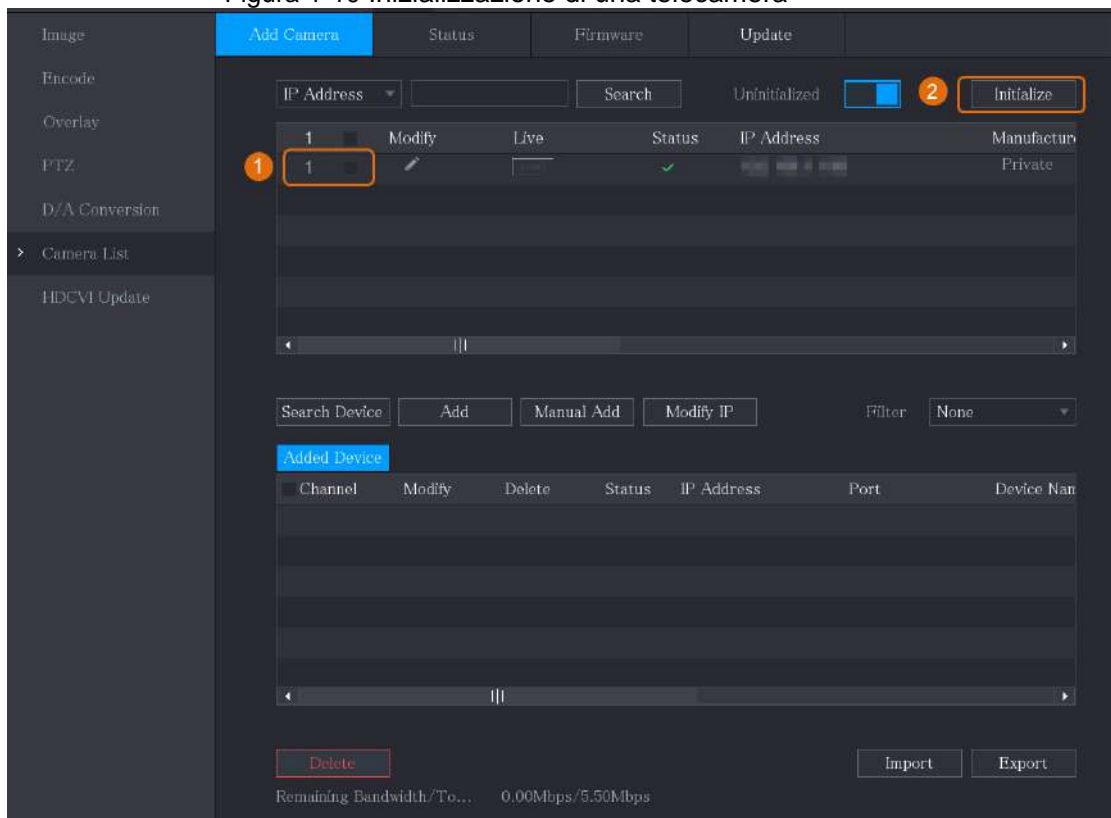 Image
Encode
Overlay
PTZ
D/A Conversion
Camera List
HDCVI Update
Add Camera Status Firmware Update
IP Address Search Uninitialized 2 Initialize
1 Modify Live Status IP Address Manufactur
1 1 Private
Search Device Add Manual Add Modify IP Filter None
Added Device
Channel Modify Delete Status IP Address Port Device Nam
Delete Import Export
Remaining Bandwidth/To... 0.00Mbps/5.50Mbps